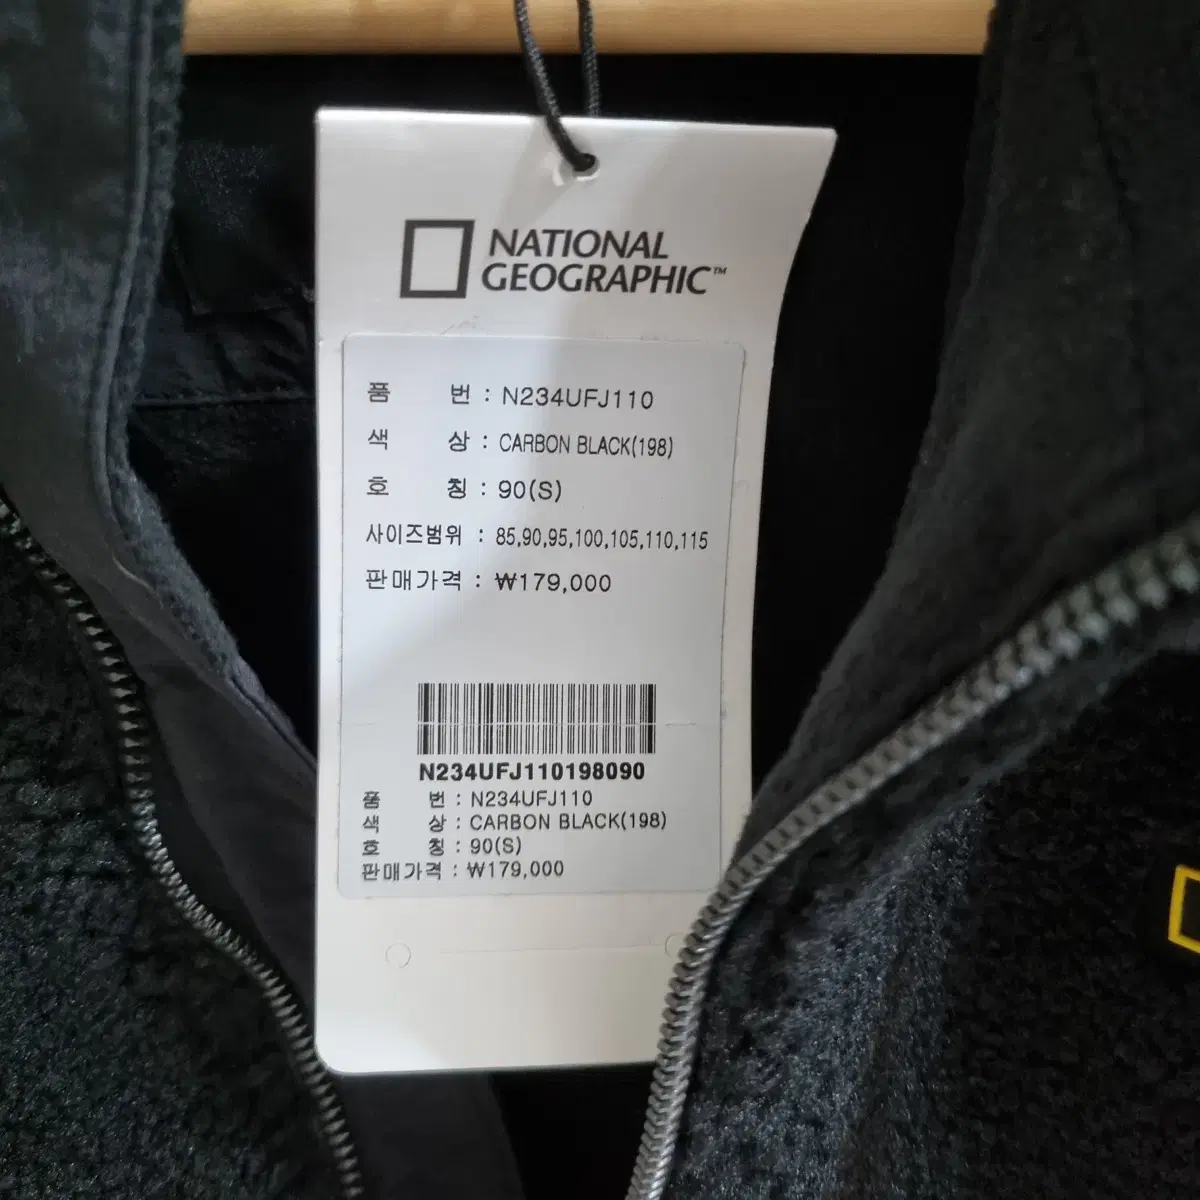 NATIONAL
GEOGRAPHIC™
품 번 : N234UFJ110
색 상 : CARBON BLACK(198)
호 칭 : 90(S)
사이즈범위 : 85,90,95,100,105,110,115
판매가격 : ₩179,000
N234UFJ110198090
품 번 : N234UFJ110
색 상 : CARBON BLACK(198)
호 칭 : 90(S)
판매가격 : ₩179,000